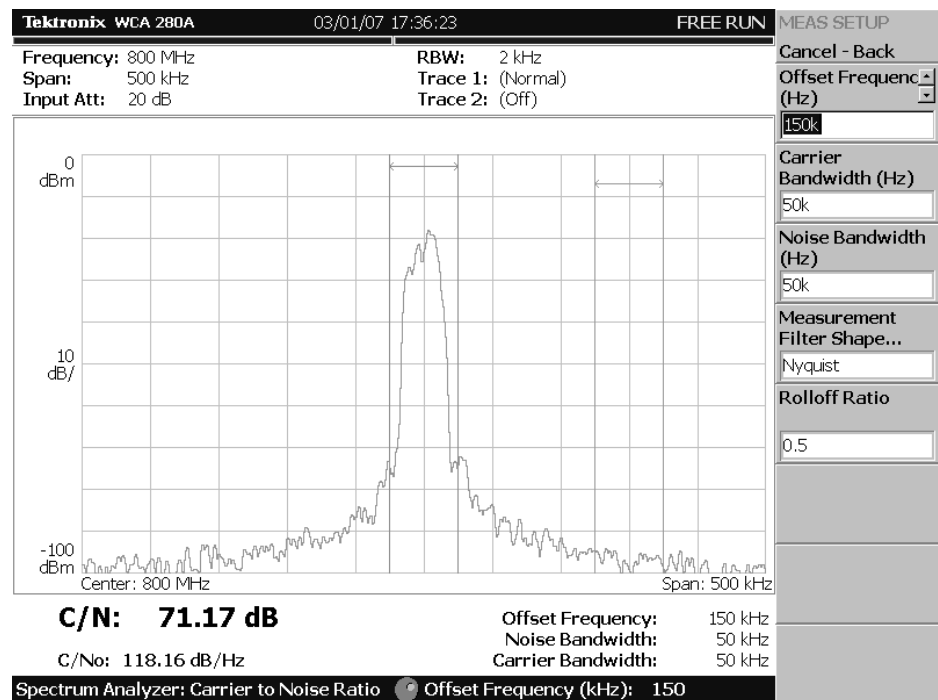 Tektronix WCA 280A 03/01/07 17:36:23 FREE RUN
Frequency: 800 MHz RBW: 2 kHz
Span: 500 kHz Trace 1: (Normal)
Input Att: 20 dB Trace 2: (Off)
0
dBm
10
dB/
-100
dBm
Center: 800 MHz Span: 500 kHz
C/N: 71.17 dB
C/No: 118.16 dB/Hz
Offset Frequency: 150 kHz
Noise Bandwidth: 50 kHz
Carrier Bandwidth: 50 kHz
Spectrum Analyzer: Carrier to Noise Ratio Offset Frequency (kHz): 150
MEAS SETUP
Cancel - Back
Offset Frequenc
(Hz)
150k
Carrier
Bandwidth (Hz)
50k
Noise Bandwidth
(Hz)
50k
Measurement
Filter Shape...
Nyquist
Rolloff Ratio
0.5